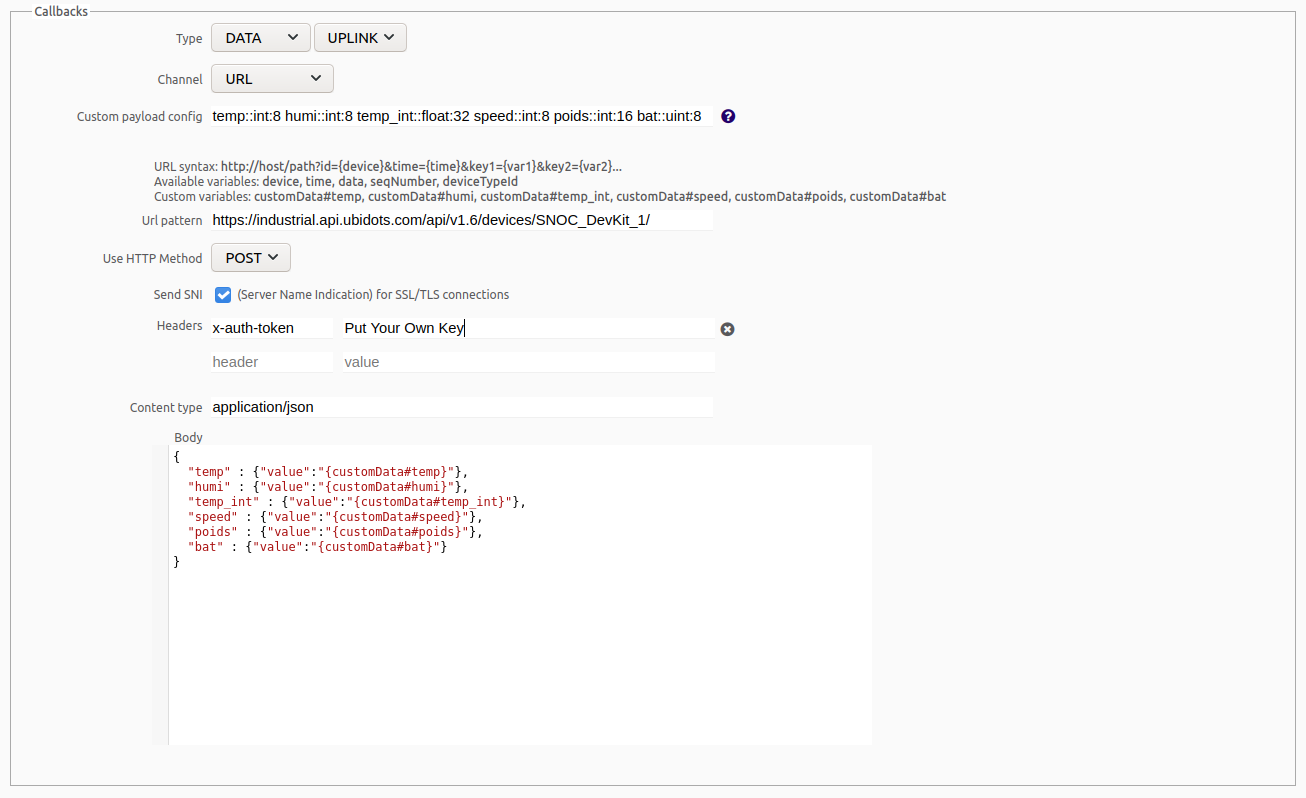 Callbacks
Type DATA UPLINK
Channel URL
Custom payload config temp::int:8 humi::int:8 temp_int::float:32 speed::int:8 poids::int:16 bat::uint:8 ?
URL syntax: http://host/path?id={device}&time={time}&key1={var1}&key2={var2}...
Available variables: device, time, data, seqNumber, deviceTypeId
Custom variables: customData#temp, customData#humi, customData#temp_int, customData#speed, customData#poids, customData#bat
Url pattern https://industrial.api.ubidots.com/api/v1.6/devices/SNOC_DevKit_1/
Use HTTP Method POST
Send SNI (Server Name Indication) for SSL/TLS connections
Headers x-auth-token Put Your Own Key
header value
Content type application/json
Body
{
"temp" : {"value":"{customData#temp}"},
"humi" : {"value":"{customData#humi}"},
"temp_int" : {"value":"{customData#temp_int}"},
"speed" : {"value":"{customData#speed}"},
"poids" : {"value":"{customData#poids}"},
"bat" : {"value":"{customData#bat}"}
}